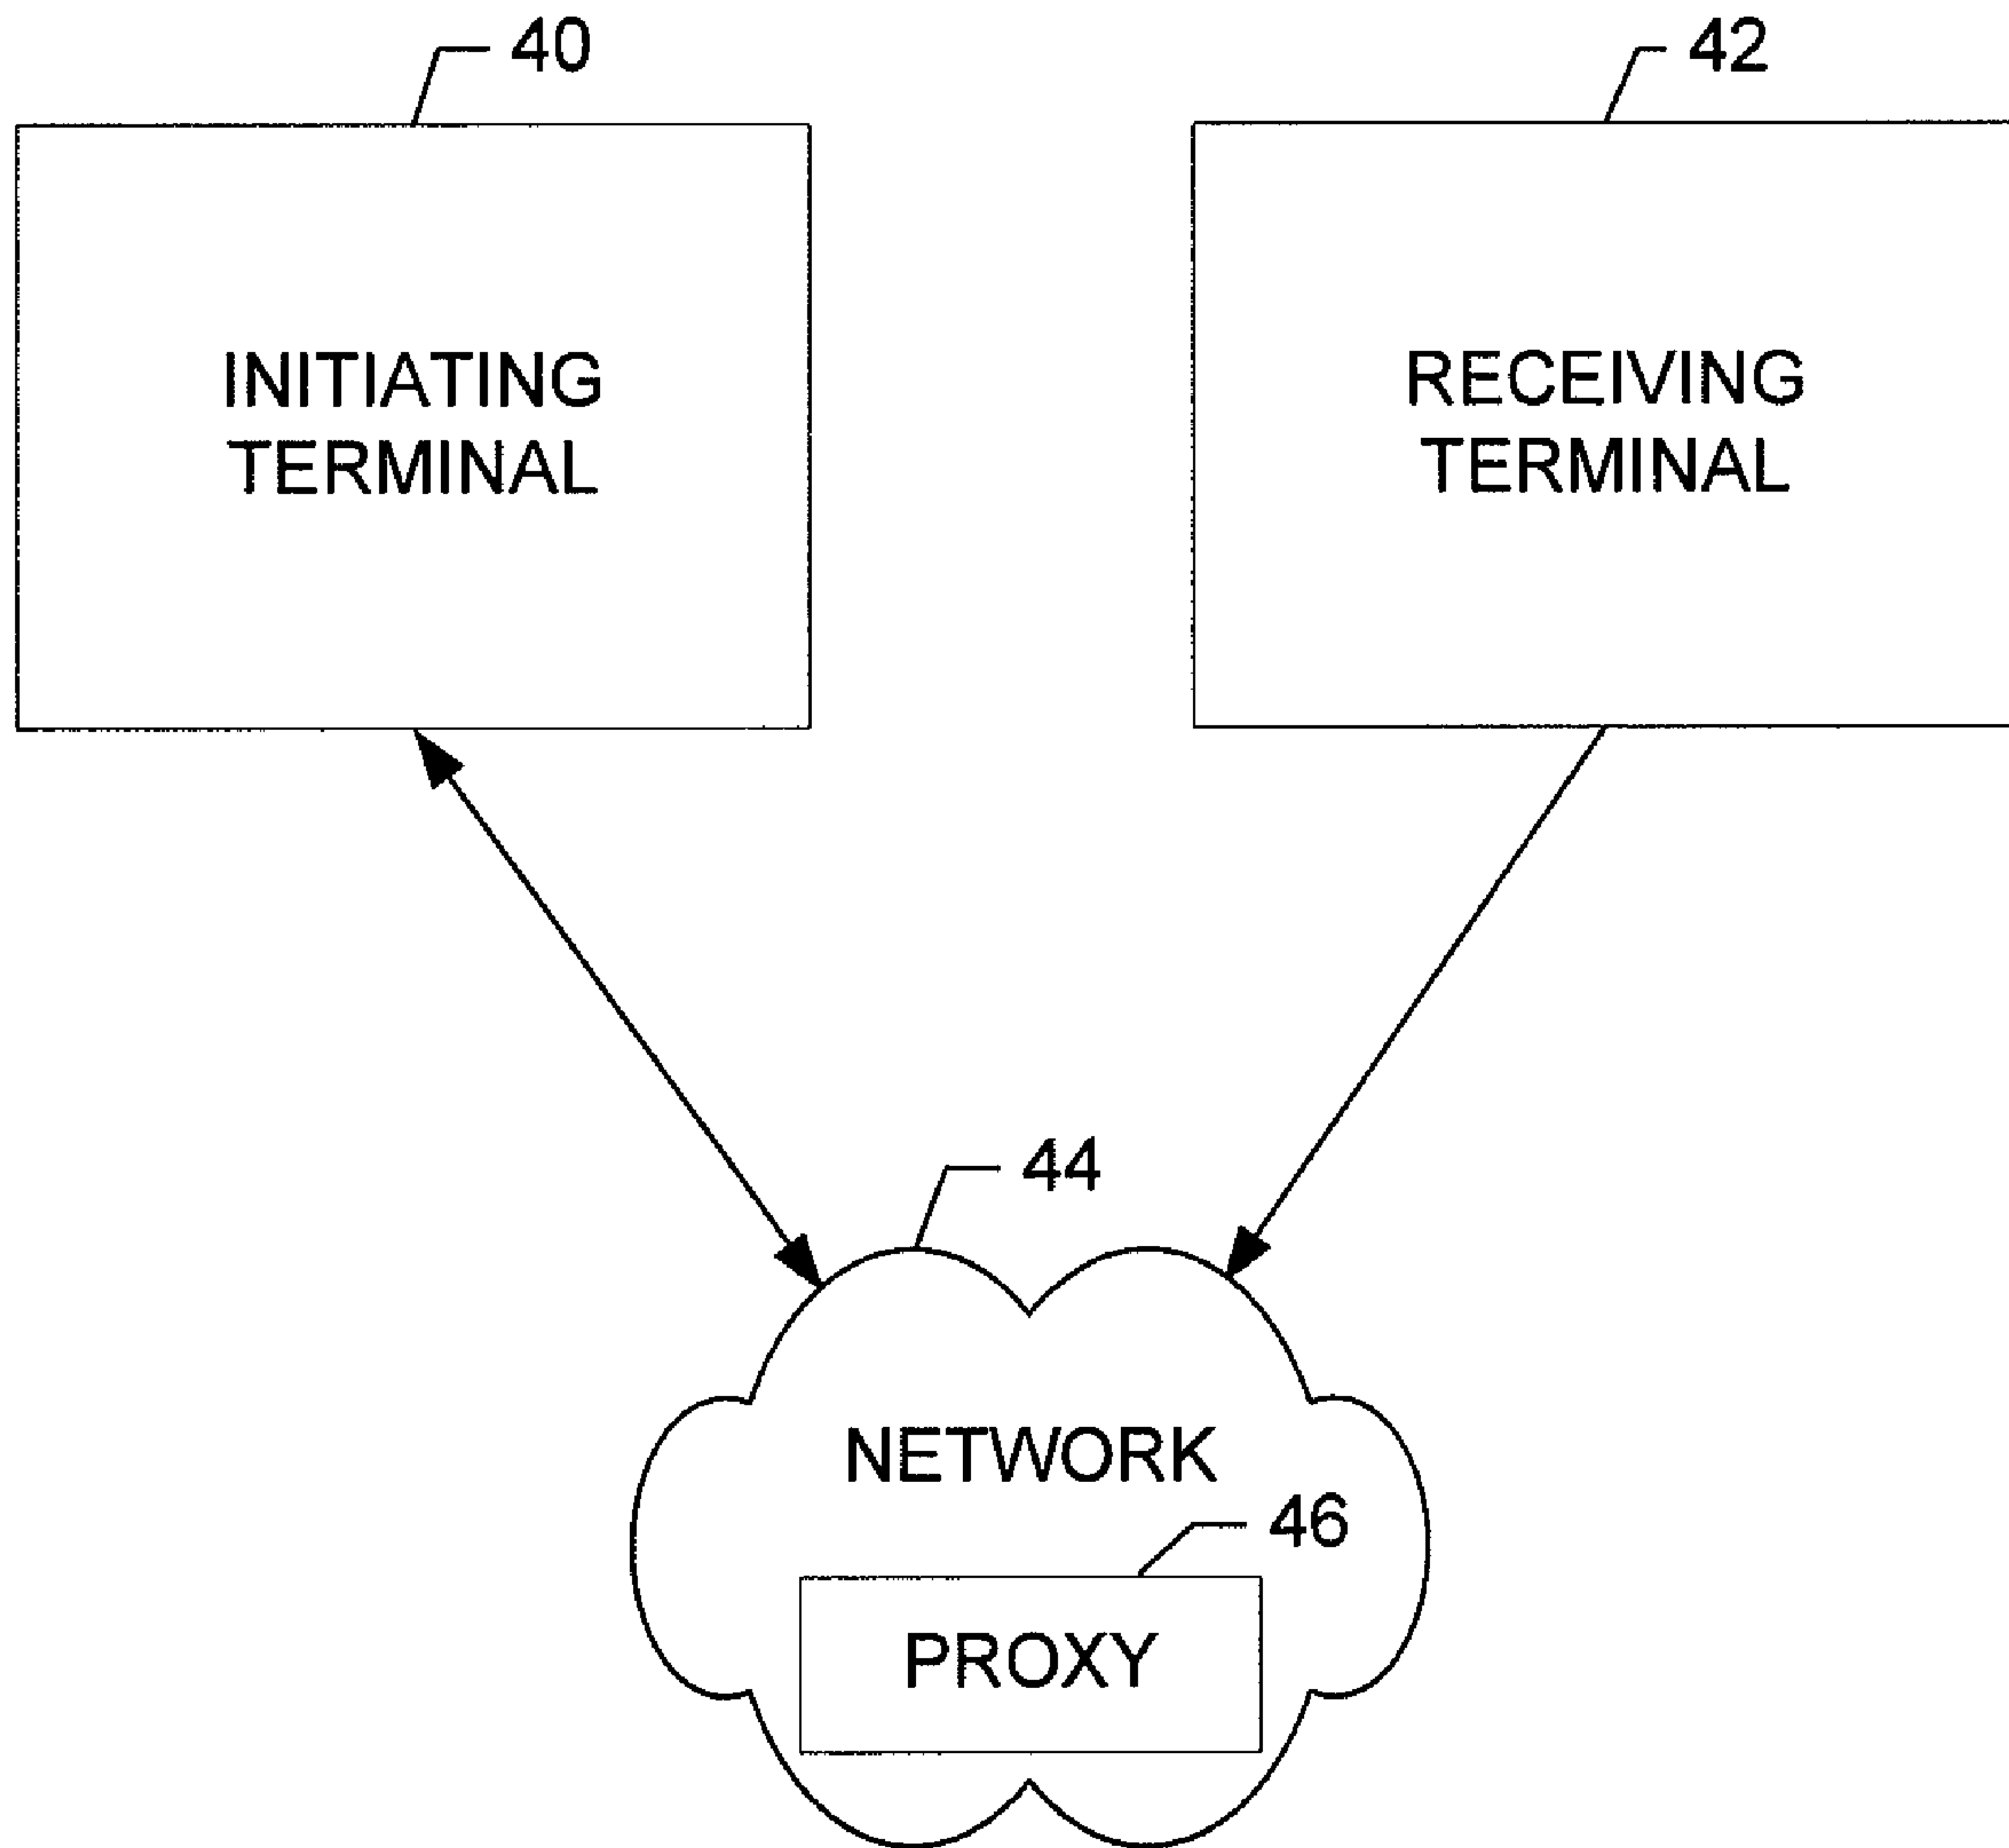 40
42
INITIATING
TERMINAL
RECEIVING
TERMINAL
44
NETWORK
46
PROXY